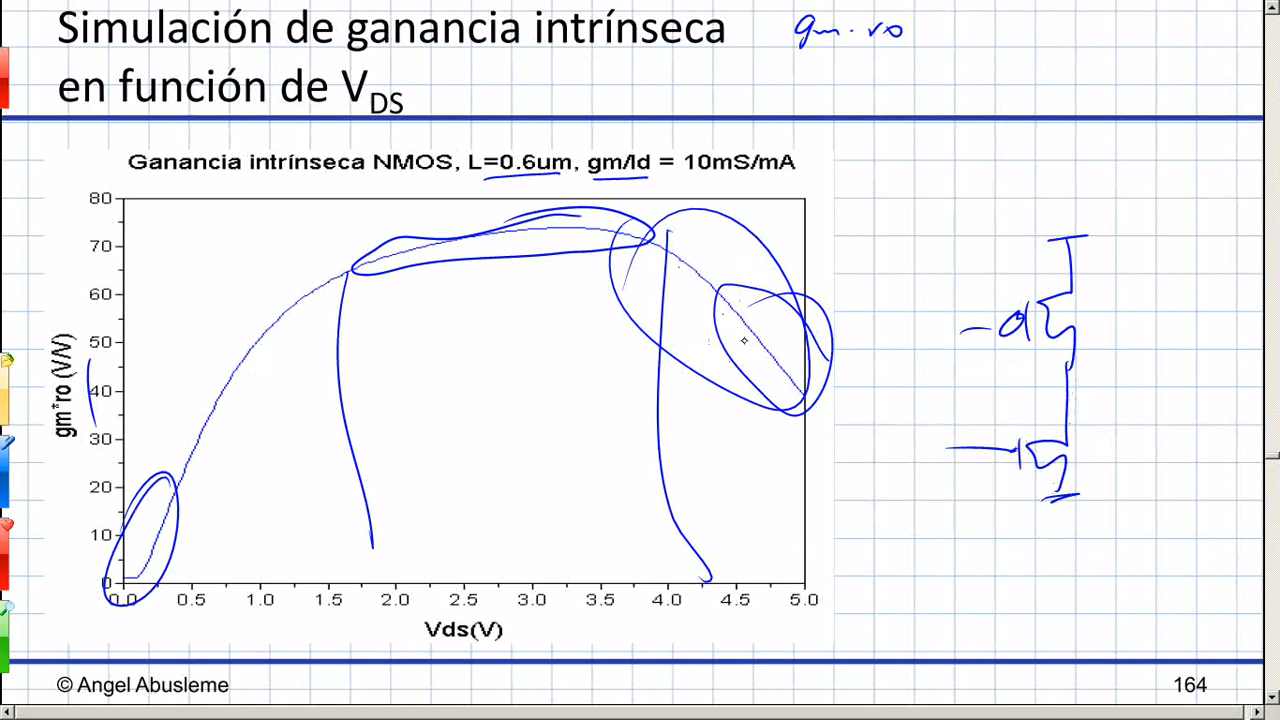 Simulación de ganancia intrínseca
gm·ro
en función de VDS
Ganancia intrínseca NMOS, L=0.6um, gm/Id = 10mS/mA
gm*ro (V/V)
80
70
60
50
40
30
20
10
0
0.0 0.5 1.0 1.5 2.0 2.5 3.0 3.5 4.0 4.5 5.0
Vds(V)
© Angel Abusleme
164